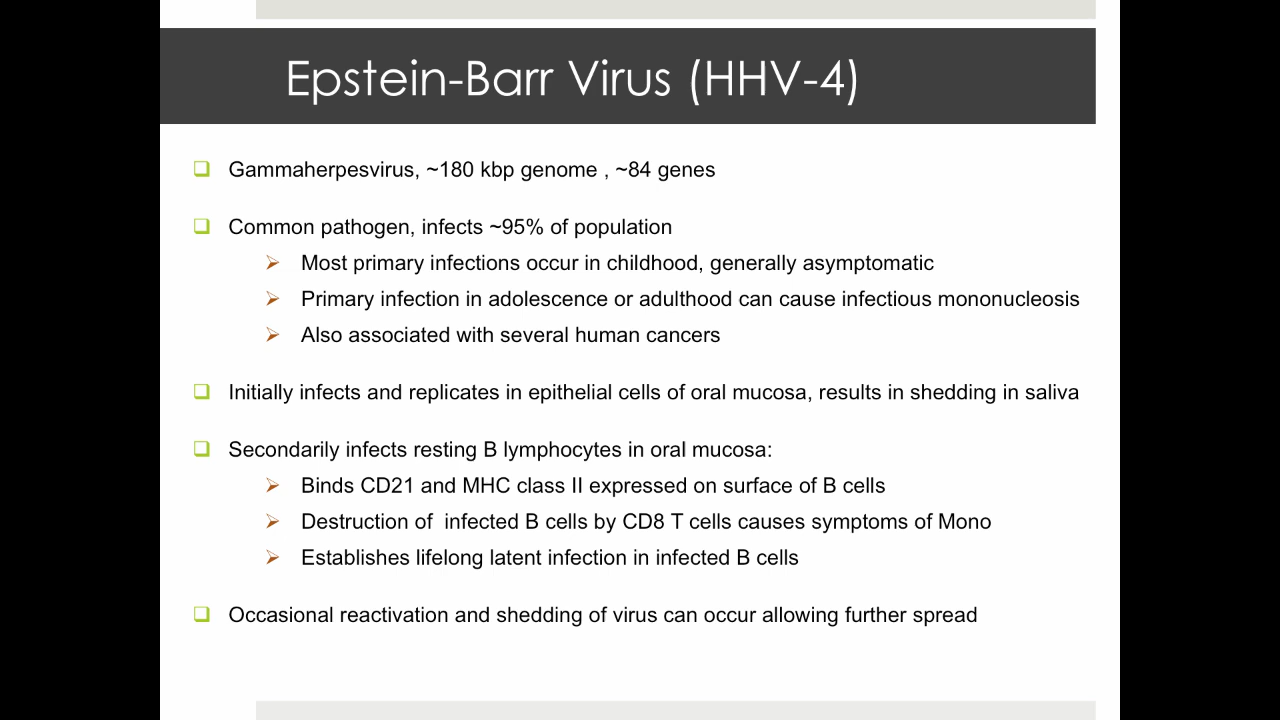 Epstein-Barr Virus (HHV-4)
Gammaherpesvirus, ~180 kbp genome , ~84 genes
Common pathogen, infects ~95% of population
Most primary infections occur in childhood, generally asymptomatic
Primary infection in adolescence or adulthood can cause infectious mononucleosis
Also associated with several human cancers
Initially infects and replicates in epithelial cells of oral mucosa, results in shedding in saliva
Secondarily infects resting B lymphocytes in oral mucosa:
Binds CD21 and MHC class II expressed on surface of B cells
Destruction of  infected B cells by CD8 T cells causes symptoms of Mono
Establishes lifelong latent infection in infected B cells
Occasional reactivation and shedding of virus can occur allowing further spread